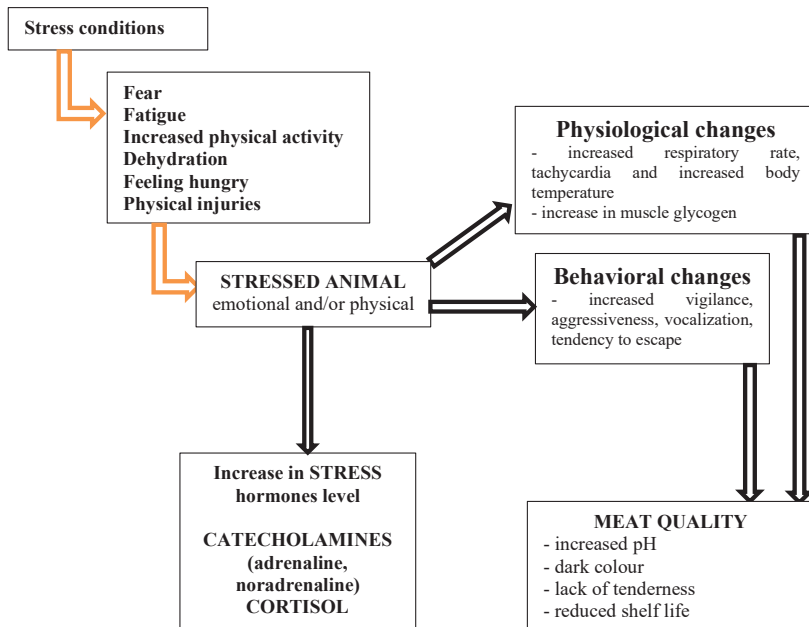 Stress conditions
Fear
Fatigue
Increased physical activity
Dehydration
Feeling hungry
Physical injuries
Physiological changes
- increased respiratory rate,
tachycardia and increased body
temperature
- increase in muscle glycogen
STRESSED ANIMAL
emotional and/or physical
Behavioral changes
- increased vigilance,
aggressiveness, vocalization,
tendency to escape
Increase in STRESS
hormones level
CATECHOLAMINES
(adrenaline,
noradrenaline)
CORTISOL
MEAT QUALITY
- increased pH
- dark colour
- lack of tenderness
- reduced shelf life